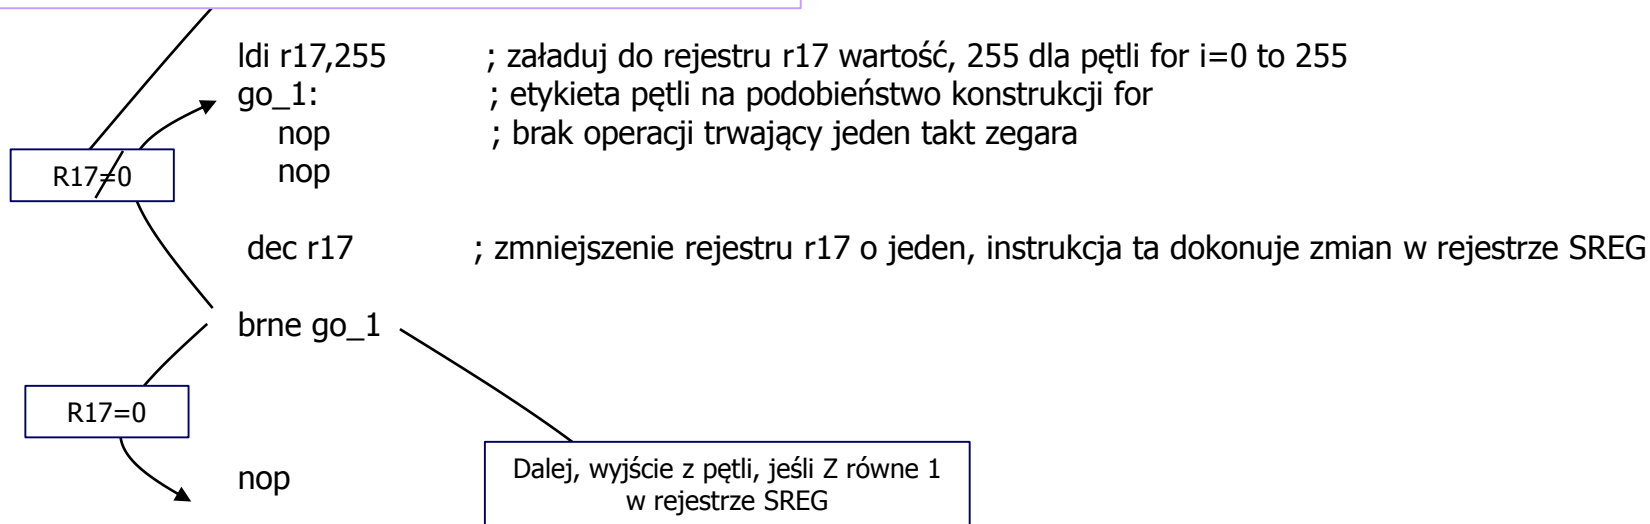 ldi r17,255 ; załaduj do rejestru r17 wartość, 255 dla pętli for i=0 to 255
go_1: ; etykieta pętli na podobieństwo konstrukcji for
nop ; brak operacji trwający jeden takt zegara
R17≠0
nop
dec r17 ; zmniejszenie rejestru r17 o jeden, instrukcja ta dokonuje zmian w rejestrze SREG
brne go_1
R17=0
nop
Dalej, wyjście z pętli, jeśli Z równe 1
w rejestrze SREG